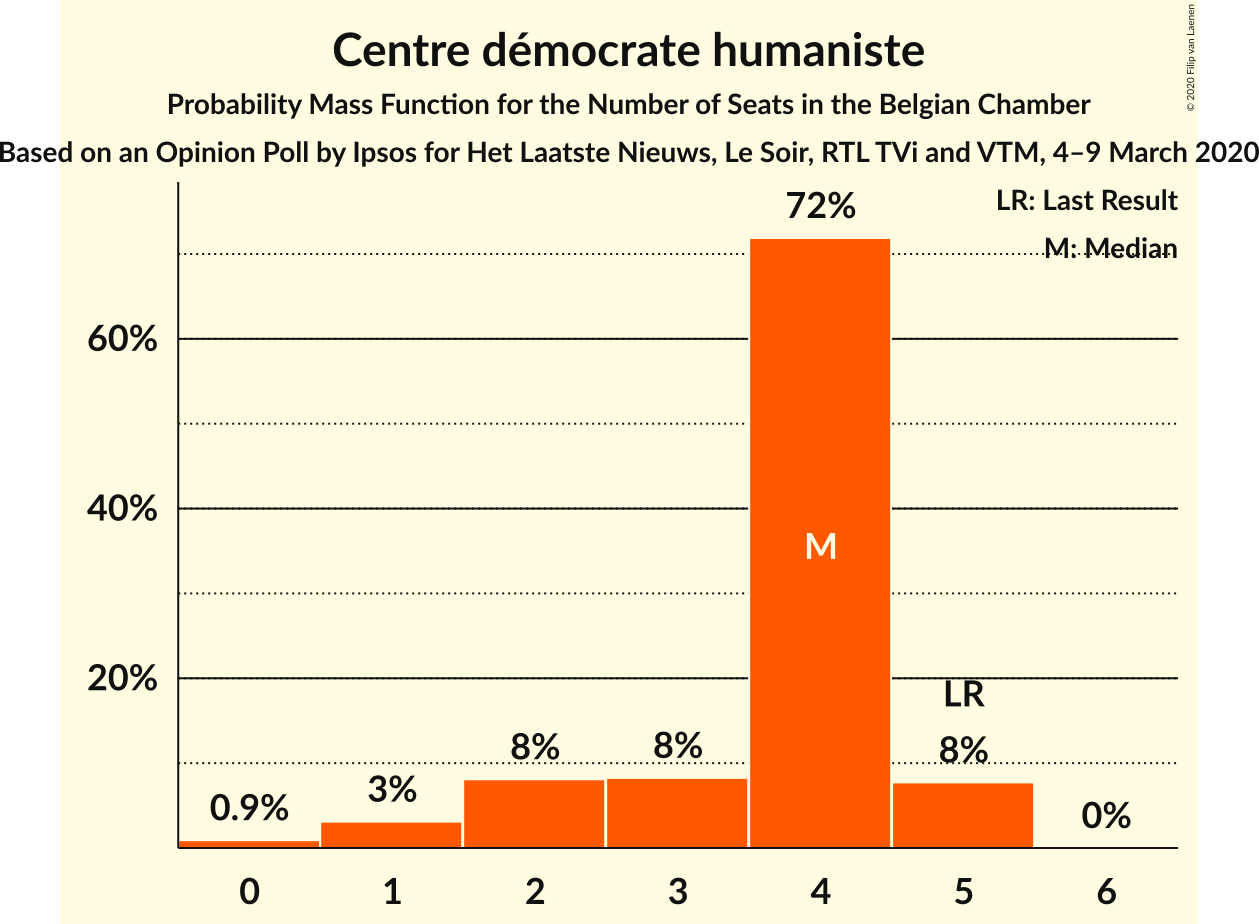 Centre démocrate humaniste
Probability Mass Function for the Number of Seats in the Belgian Chamber
Based on an Opinion Poll by Ipsos for Het Laatste Nieuws, Le Soir, RTL TVi and VTM, 4–9 March 2020
© 2020 Filip van Laenen
LR: Last Result
M: Median
72%
60%
40%
M
20%
LR
8%
8%
8%
3%
0.9%
0%
0 1 2 3 4 5 6